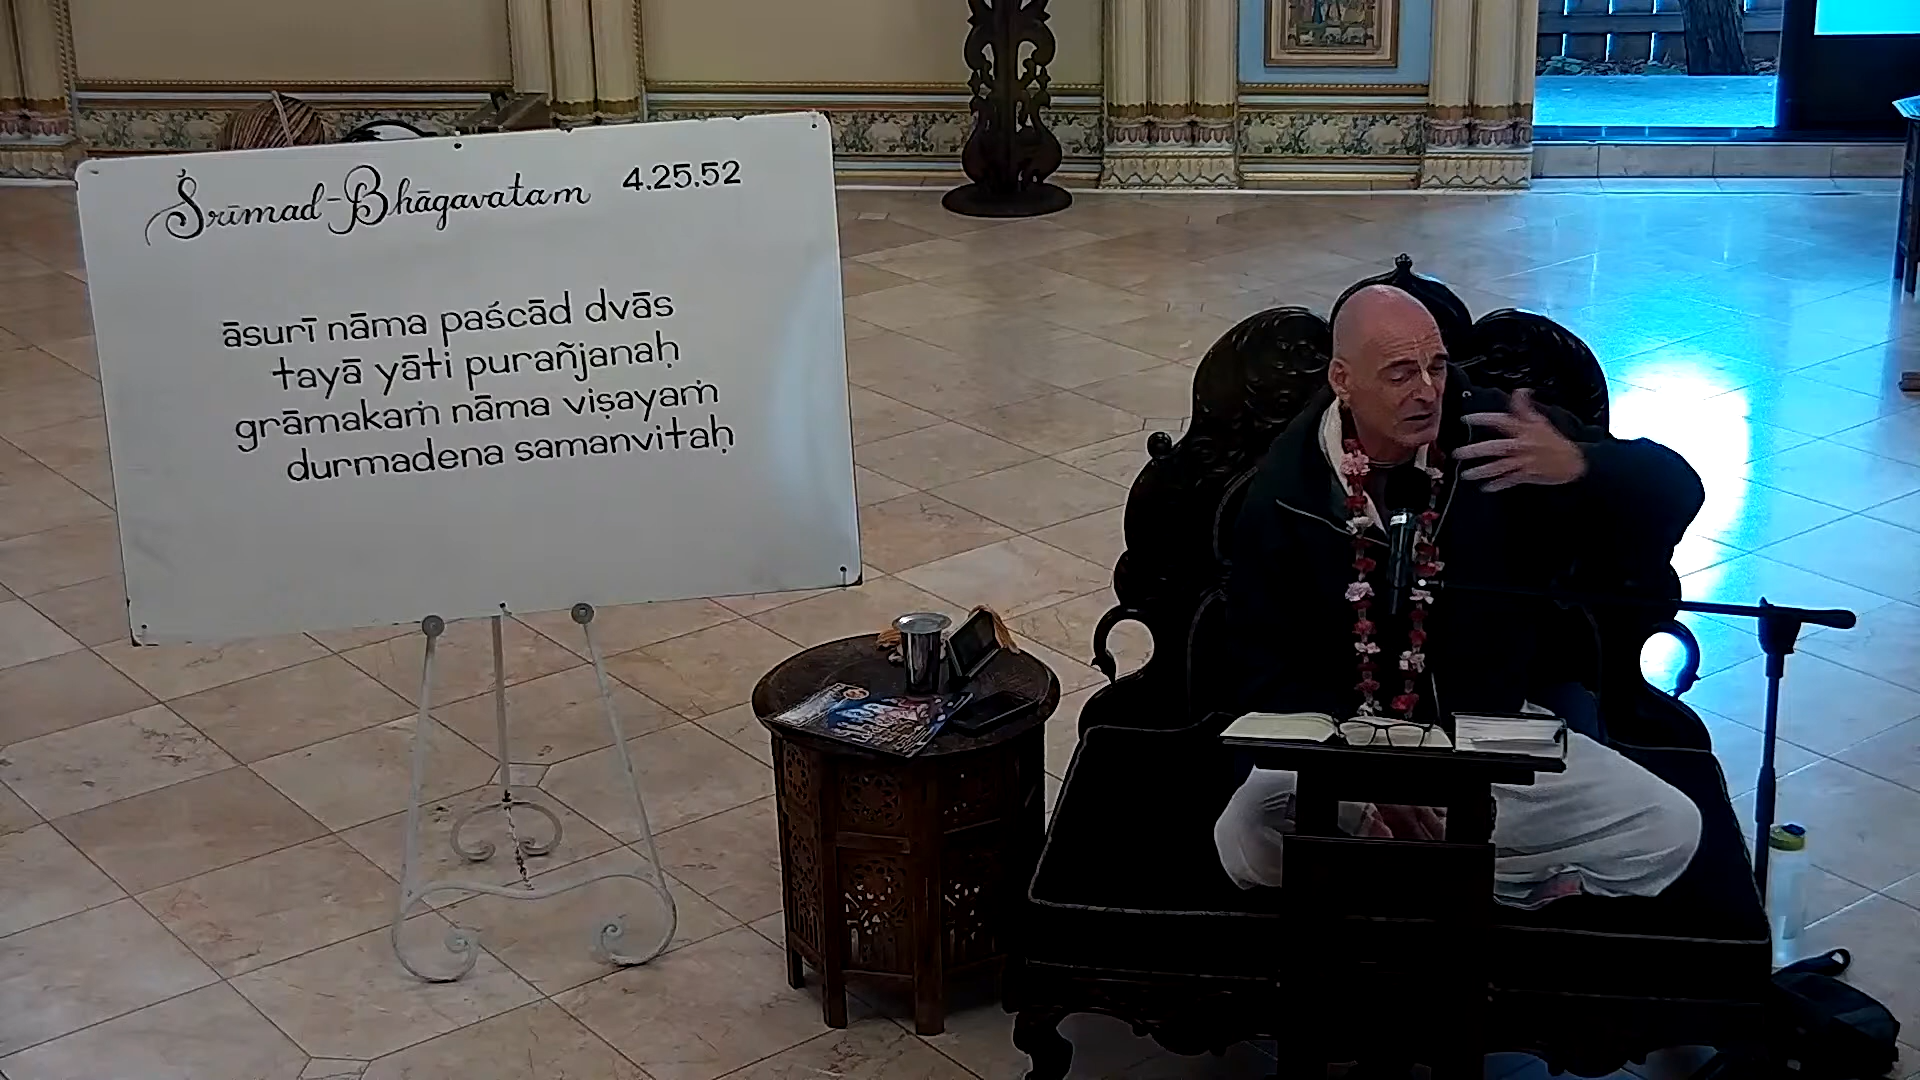 Śrīmad-Bhāgavatam 4.25.52
āsurī nāma paścād dvās
tayā yāti purañjanaḥ
grāmakaṁ nāma viṣayaṁ
durmadena samanvitaḥ